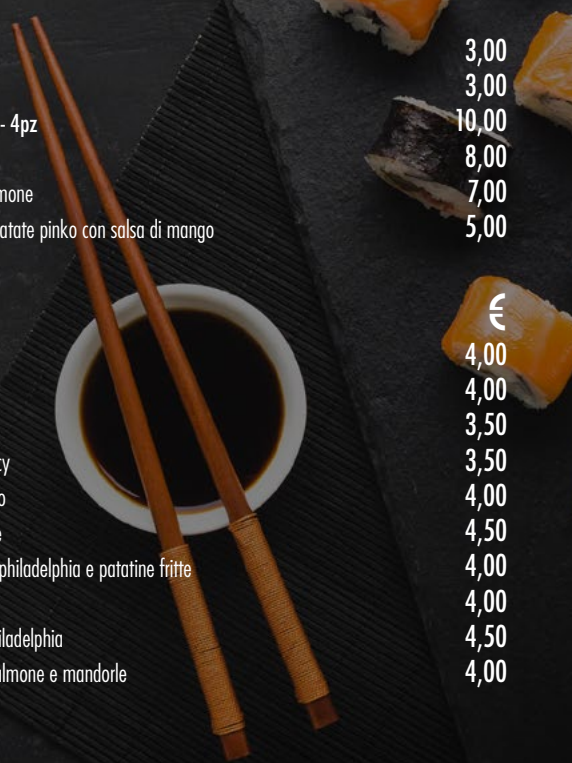 3,00
3,00
- 4pz 10,00
8,00
mone 7,00
atate pinko con salsa di mango 5,00
€
4,00
4,00
3,50
cy 3,50
o 4,00
e 4,50
philadelphia e patatine fritte 4,00
4,00
iladelphia 4,50
almone e mandorle 4,00